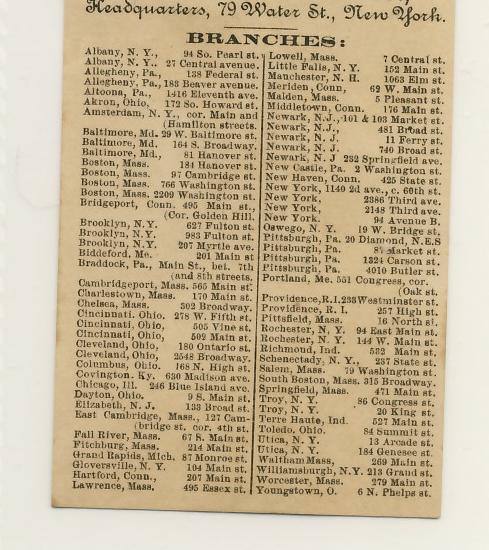 Headquarters, 79 Water St., New York.
BRANCHES:
Albany, N. Y., 94 So. Pearl st.
Albany, N. Y. 27 Central avenue.
Allegheny, Pa., 138 Federal st.
Allegheny, Pa., 188 Beaver avenue.
Altoona, Pa., 1416 Eleventh ave.
Akron, Ohio, 172 So. Howard st.
Amsterdam, N. Y., cor. Main and
(Hamilton streets.
Baltimore, Md. 29 W. Baltimore st.
Baltimore, Md. 164 S. Broadway.
Baltimore, Md., 81 Hanover st.
Boston, Mass. 184 Hanover st.
Boston, Mass. 97 Cambridge st.
Boston, Mass. 766 Washington st.
Boston, Mass. 2209 Washington st.
Bridgeport, Conn. 495 Main st.,
(Cor. Golden Hill.
Brooklyn, N. Y. 627 Fulton st.
Brooklyn, N. Y. 983 Fulton st.
Brooklyn, N. Y. 207 Myrtle ave.
Biddeford, Me. 201 Main st
Braddock, Pa., Main St., bet. 7th
(and 8th streets.
Cambridgeport, Mass. 565 Main st.
Charlestown, Mass. 170 Main st.
Chelsea, Mass. 302 Broadway.
Cincinnati. Ohio. 278 W. Fifth st.
Cincinnati, Ohio, 505 Vine st.
Cincinnati, Ohio, 502 Main st.
Cleveland, Ohio, 180 Ontario st.
Cleveland, Ohio, 2548 Broadway.
Columbus, Ohio. 168 N. High st.
Covington. Ky. 630 Madison ave.
Chicago, Ill. 246 Blue Island ave.
Dayton, Ohio. 9 S. Main st.
Elizabeth, N. J. 133 Broad st.
East Cambridge, Mass., 127 Cam-
(bridge st. cor. 4th st.
Fall River, Mass. 67 S. Main st.
Fitchburg, Mass. 214 Main st.
Grand Rapids, Mich. 87 Monroe st.
Gloversville, N. Y. 104 Main st.
Hartford, Conn., 207 Main st.
Lawrence, Mass. 495 Essex st.
Lowell, Mass. 7 Central st.
Little Falls, N. Y. 152 Main st.
Manchester, N. H. 1063 Elm st.
Meriden, Conn, 62 W. Main st.
Malden, Mass. 5 Pleasant st.
Middletown, Conn. 176 Main st.
Newark, N. J., 101 & 103 Market st.
Newark, N. J., 481 Broad st.
Newark, N. J. 11 Ferry st.
Newark, N. J. 740 Broad st.
Newark, N. J 232 Springfield ave.
New Castle, Pa. 2 Washington st.
New Haven, Conn. 425 State st.
New York, 1140 2d ave., c. 60th st.
New York, 2386 Third ave.
New York, 2148 Third ave.
New York. 94 Avenue B,
Oswego, N. Y. 19 W. Bridge st.
Pittsburgh, Pa. 20 Diamond, N.E.S
Pittsburgh, Pa. Market st.
Pittsburgh, Pa. 1324 Carson st.
Pittsburgh, Pa. 4010 Butler st.
Portland, Me. 551 Congress, cor.
(Oak st.
Providence, R.I. 238 Westminster st.
Providence, R. I. 257 High st.
Pittsfield, Mass. 16 North st.
Rochester, N. Y. 94 East Main st.
Rochester, N. Y. 144 W. Main st.
Richmond, Ind. 532 Main st.
Schenectady, N. Y., 237 State st.
Salem, Mass. 79 Washington st.
South Boston, Mass. 315 Broadway.
Springfield, Mass. 471 Main st.
Troy, N. Y. 86 Congress st.
Troy, N. Y. 20 King st.
Terre Haute, Ind. 527 Main st.
Toledo, Ohio. 84 Summit st.
Utica, N. Y. 13 Arcade st.
Utica, N. Y. 184 Genesee st.
Waltham Mass, 269 Main st.
Williamsburgh, N.Y. 213 Grand st.
Worcester, Mass. 279 Main st.
Youngstown, O. 6 N. Phelps st.